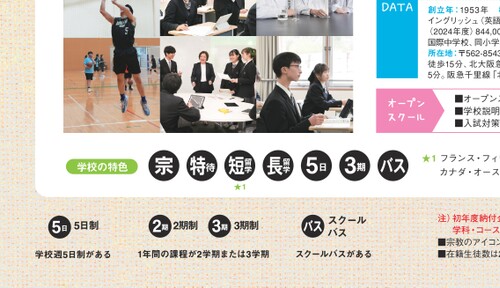 DATA
創立年：1953年
イングリッシュ（英語
（2024年度）844,00
国際中学校、同小学
所在地：〒562-8543
徒歩15分、北大阪急
5分。阪急千里線「北
オープン
スクール
■オープン
■学校説明
■入試対策
学校の特色
宗 特待 短留学 長留学 5日 3期 バス
★1
★1 フランス・フィ
カナダ・オース
5日 5日制
2期 2期制 3期 3期制
バス スクール
バス
学校週5日制がある
1年間の課程が2学期または3学期
スクールバスがある
注）初年度納付金
学科・コース
■宗教のアイコン
■在籍生徒数は